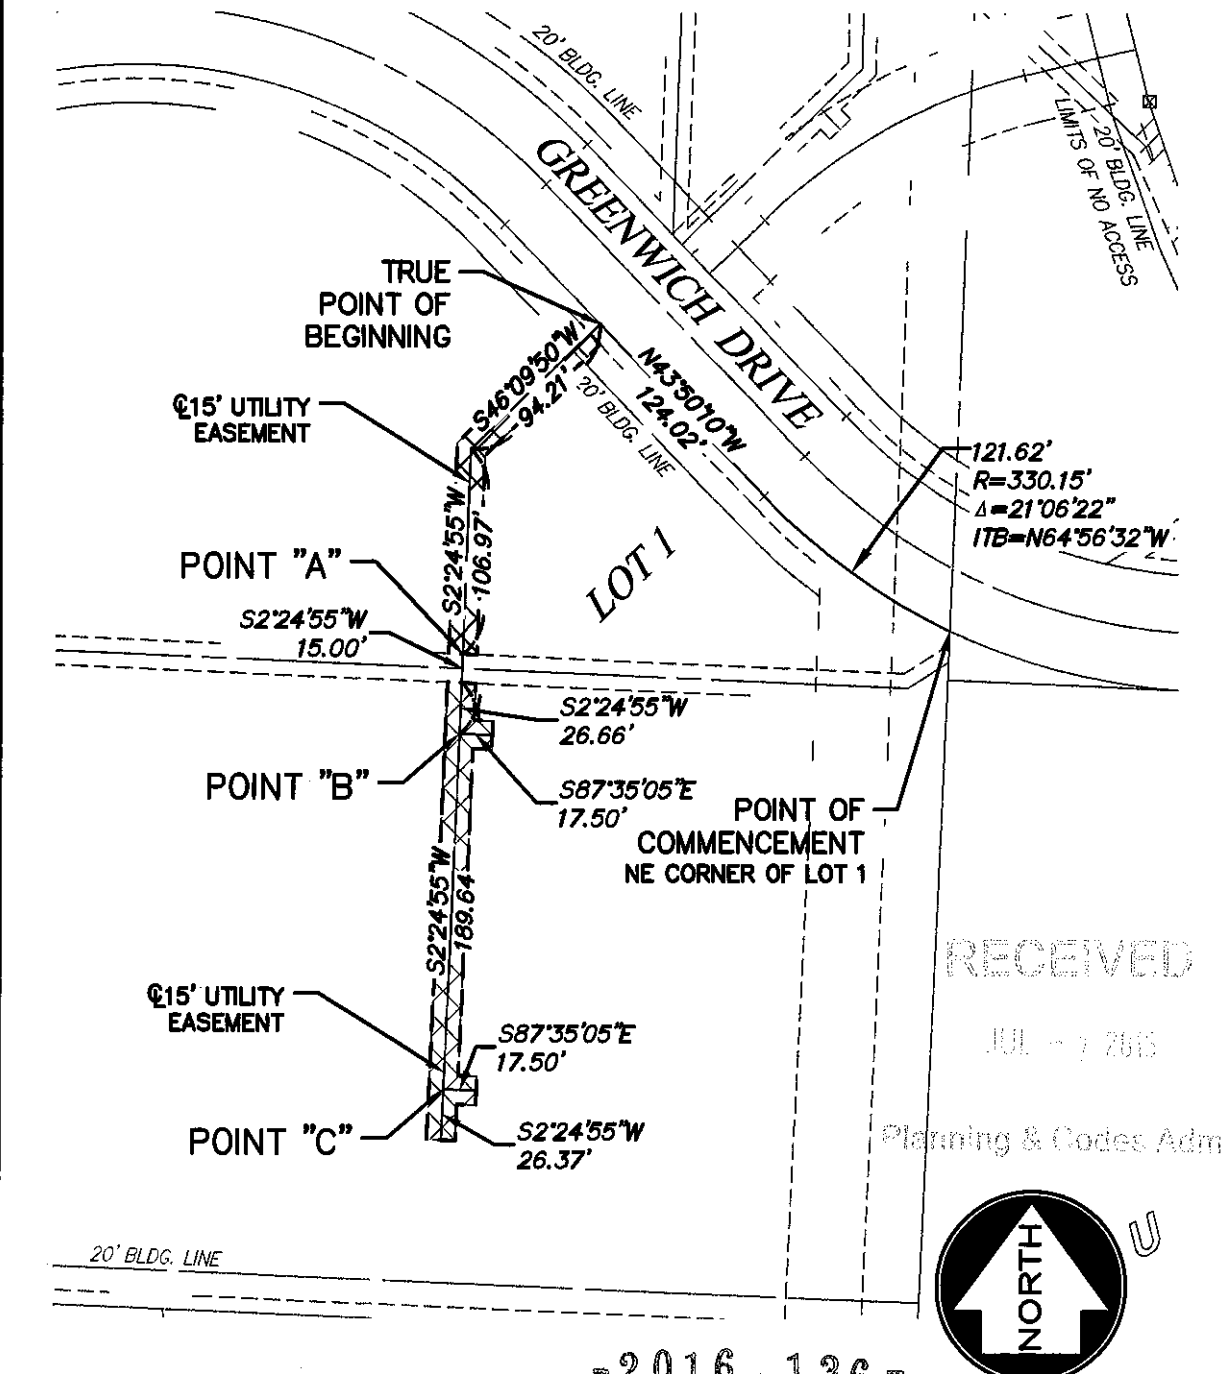 20' BLDG. LINE
20' BLDG. LINE
LIMITS OF NO ACCESS
GREENWICH DRIVE
TRUE
POINT OF
BEGINNING
S46°09'50"W
94.21'
20' BLDG. LINE
N43°50'10"W
124.02'
℄15' UTILITY
EASEMENT
121.62'
R=330.15'
Δ=21°06'22"
ITB=N64°56'32"W
S2°24'55"W
106.97'
POINT "A"
LOT 1
S2°24'55"W
15.00'
S2°24'55"W
26.66'
POINT "B"
S87°35'05"E
17.50'
POINT OF
COMMENCEMENT
NE CORNER OF LOT 1
S2°24'55"W
189.64'
RECEIVED
℄15' UTILITY
EASEMENT
S87°35'05"E
17.50'
JUL
POINT "C"
S2°24'55"W
26.37'
Planning & Codes Adm
20' BLDG. LINE
NORTH
2016